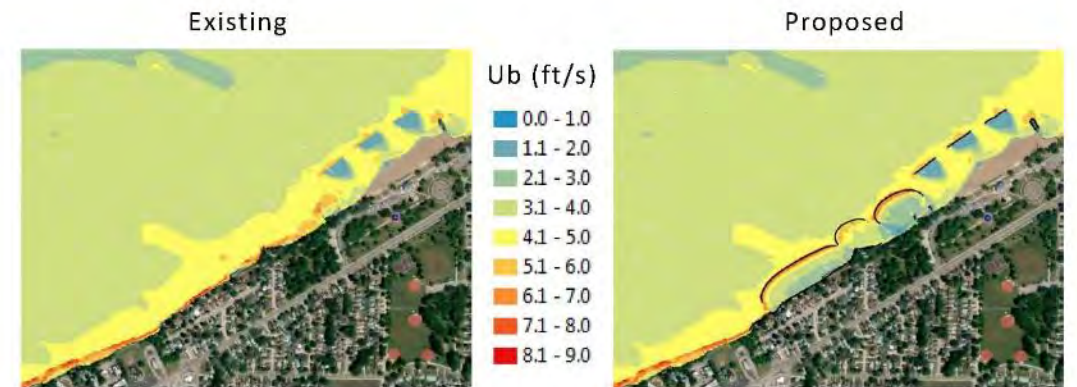 Existing
Proposed
Ub (ft/s)
0.0 - 1.0
1.1 - 2.0
2.1 - 3.0
3.1 - 4.0
4.1 - 5.0
5.1 - 6.0
6.1 - 7.0
7.1 - 8.0
8.1 - 9.0